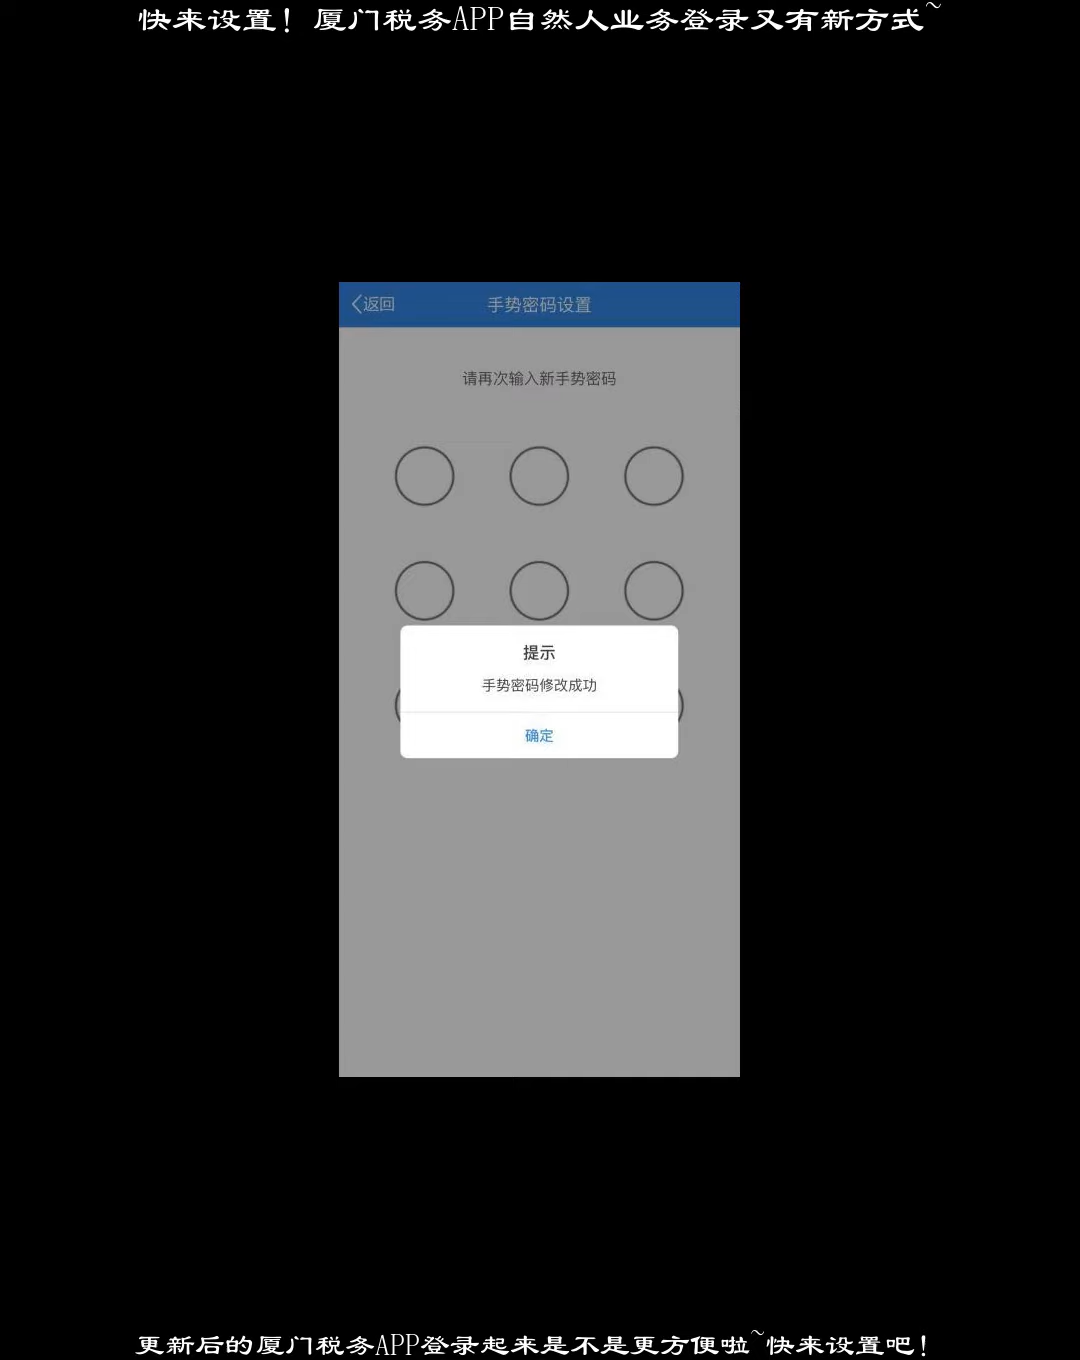 快来设置！厦门税务APP自然人业务登录又有新方式~
返回
手势密码设置
请再次输入新手势密码
提示
手势密码修改成功
确定
更新后的厦门税务APP登录起来是不是更方便啦~快来设置吧！